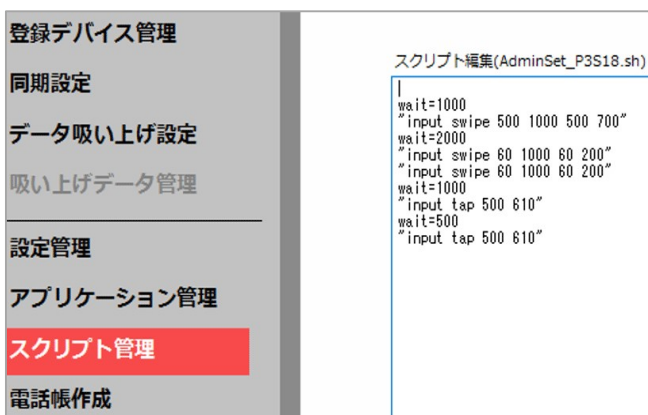 登録デバイス管理
同期設定
データ吸い上げ設定
吸い上げデータ管理
設定管理
アプリケーション管理
スクリプト管理
電話帳作成
スクリプト編集(AdminSet_P3S18.sh)
wait=1000
"input swipe 500 1000 500 700"
wait=2000
"input swipe 60 1000 60 200"
"input swipe 60 1000 60 200"
wait=1000
"input tap 500 610"
wait=500
"input tap 500 610"